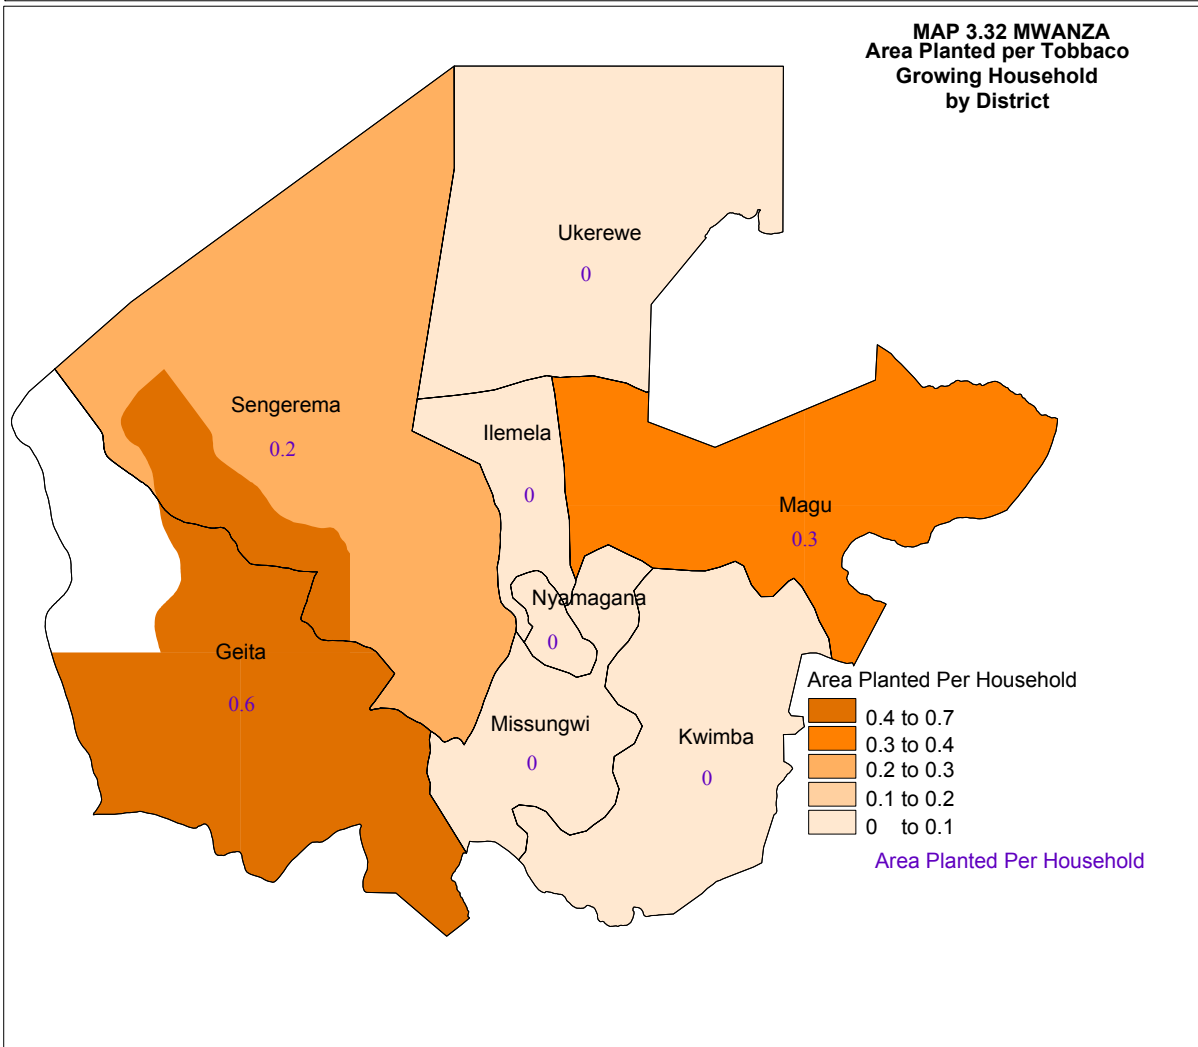 MAP 3.32 MWANZA
Area Planted per Tobbaco
Growing Household
by District
Ukerewe
0
Sengerema
0.2
Ilemela
0
Magu
0.3
Nyamagana
0
Geita
0.6
Missungwi
0
Kwimba
0
Area Planted Per Household
0.4 to 0.7
0.3 to 0.4
0.2 to 0.3
0.1 to 0.2
0 to 0.1
Area Planted Per Household